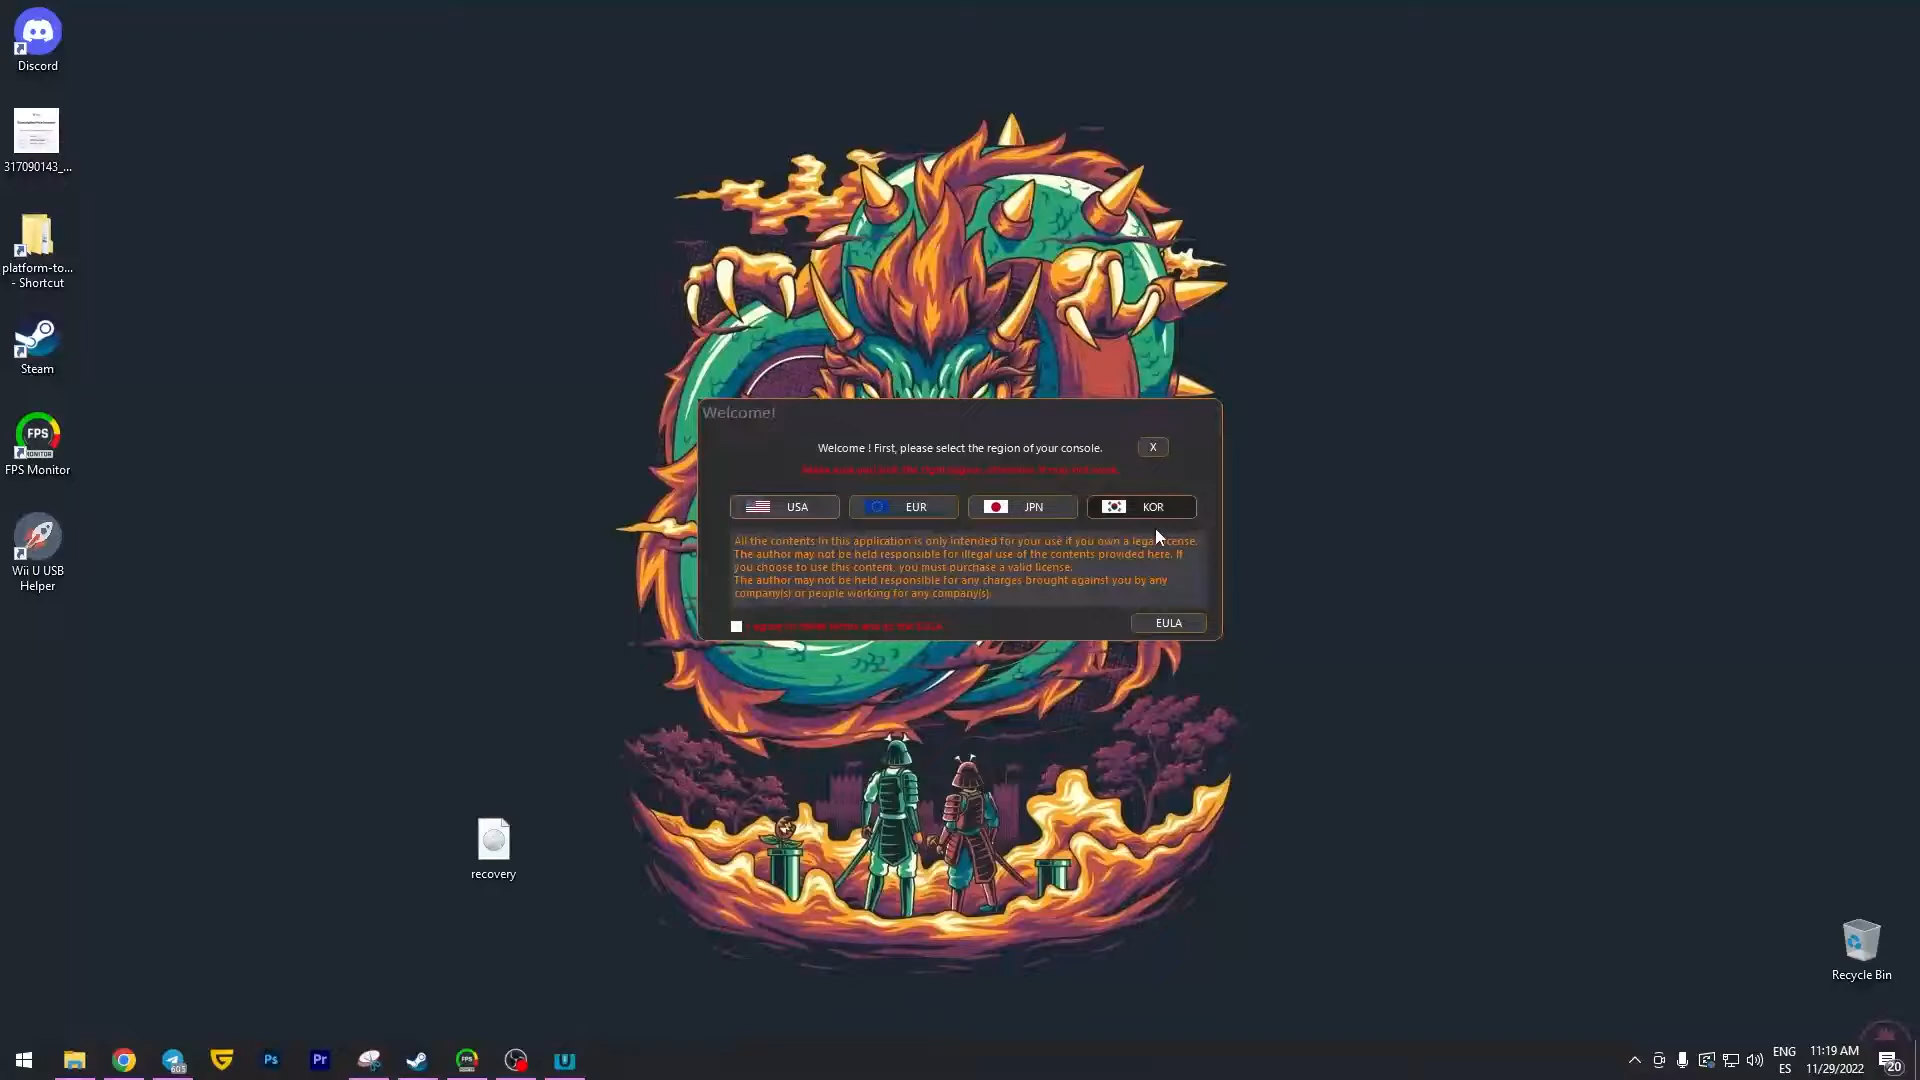 Discord
317090143_...
platform-to...
- Shortcut
Steam
FPS
MONITOR
FPS Monitor
Wii U USB
Helper
Welcome!
Welcome ! First, please select the region of your console.
X
USA
EUR
JPN
KOR
All the contents in this application is only intended for your use if you own a legal license.
The author may not be held responsible for illegal use of the contents provided here. If
you choose to use this content, you must purchase a valid license.
The author may not be held responsible for any charges brought against you by any
company(s) or people working for any company(s).
EULA
recovery
Recycle Bin
605
Ps
Pr
ENG
ES
11:19 AM
11/29/2022
20